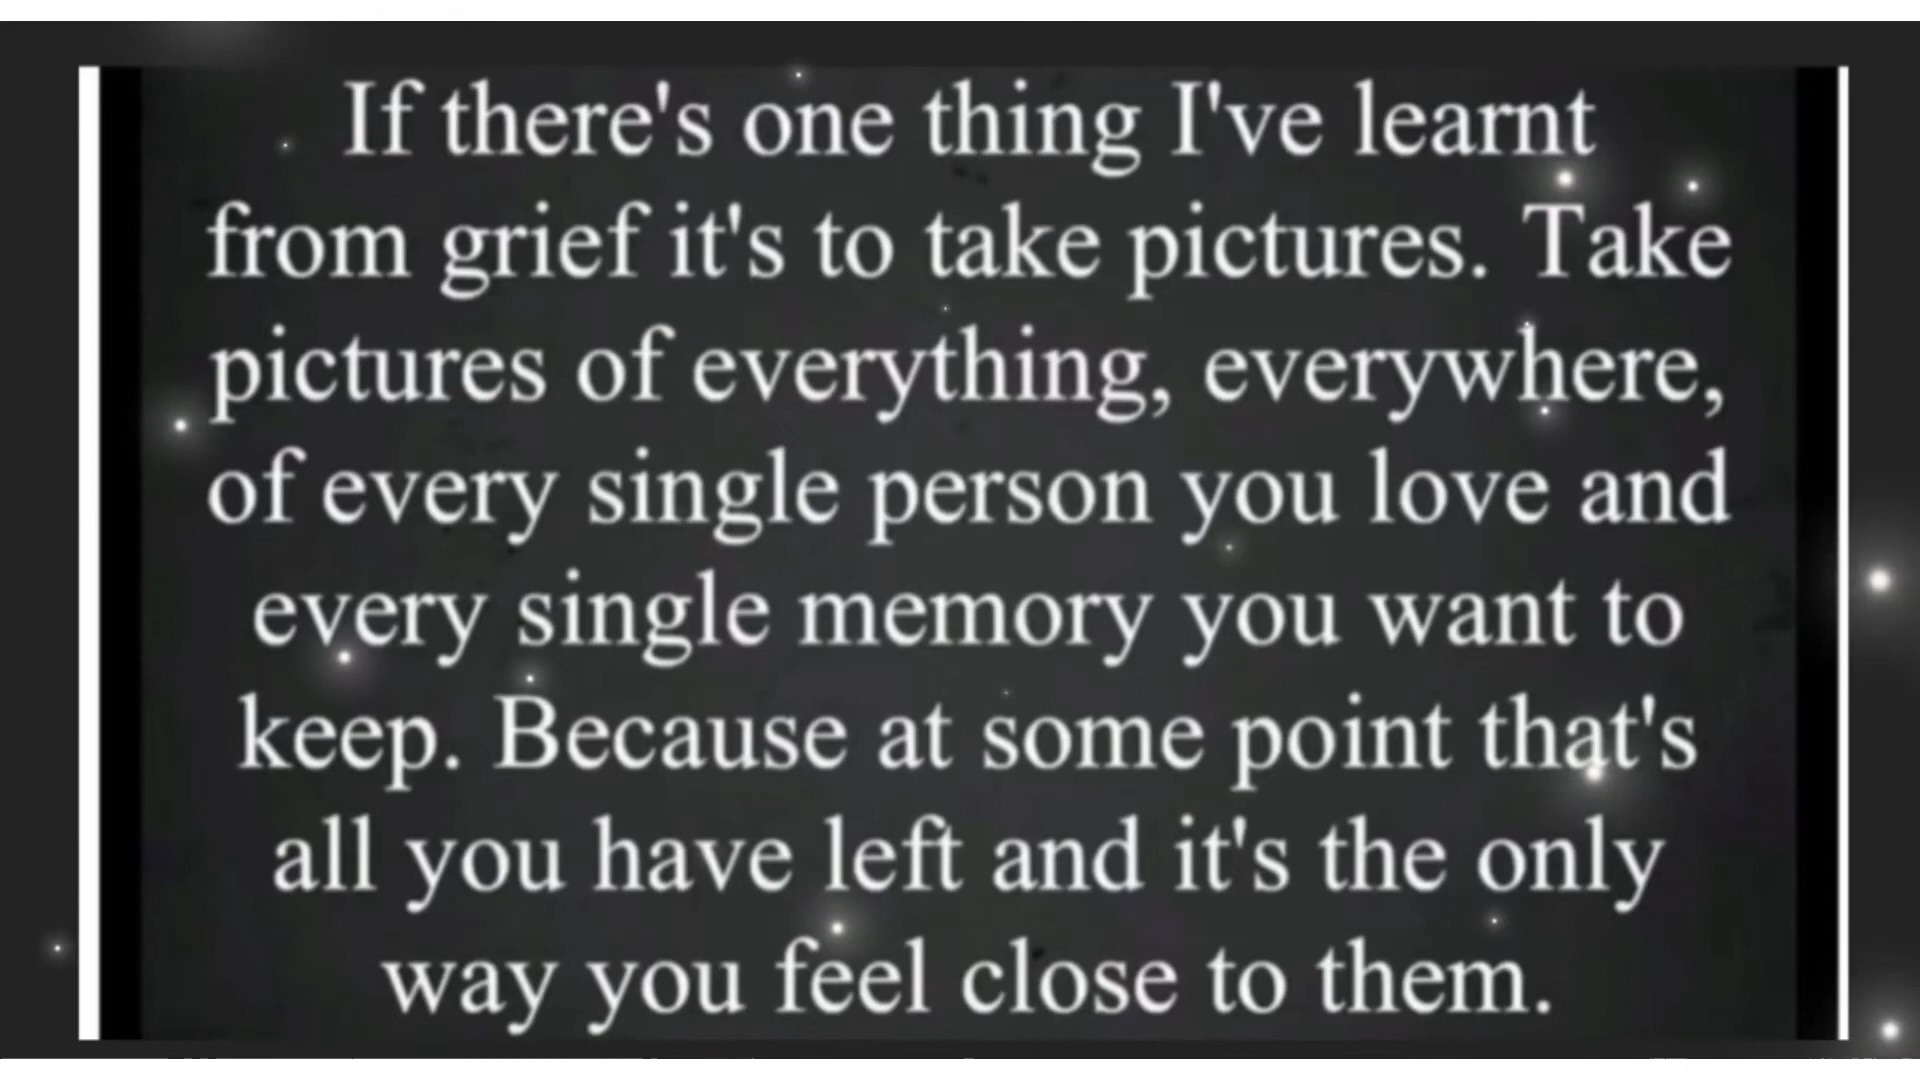 If there's one thing I've learnt
from grief it's to take pictures. Take
pictures of everything, everywhere,
of every single person you love and
every single memory you want to
keep. Because at some point that's
all you have left and it's the only
way you feel close to them.